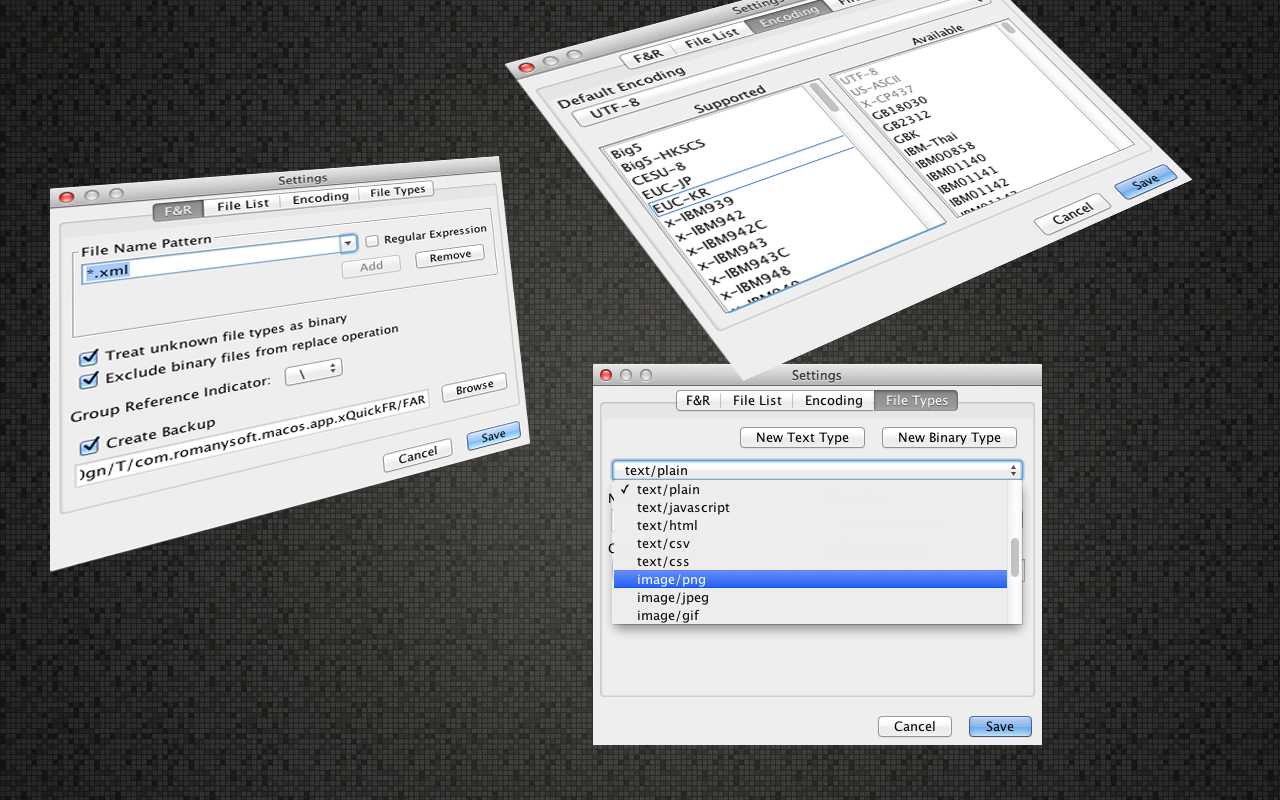 Settings
F&R File List Encoding
Default Encoding
UTF-8
Supported
Available
Big5
Big5-HKSCS
CESU-8
EUC-JP
EUC-KR
x-IBM939
x-IBM942
x-IBM942C
x-IBM943
x-IBM943C
x-IBM948
UTF-8
US-ASCII
X-CP437
GB18030
GB2312
GBK
IBM-Thai
IBM00858
IBM01140
IBM01141
IBM01142
Cancel Save
Settings
F&R File List Encoding File Types
File Name Pattern
*.xml
Regular Expression
Add Remove
Treat unknown file types as binary
Exclude binary files from replace operation
Group Reference Indicator: \
Create Backup
gn/T/com.romanysoft.macos.app.xQuickFR/FAR
Browse
Cancel Save
Settings
F&R File List Encoding File Types
New Text Type New Binary Type
text/plain
✓ text/plain
text/javascript
text/html
text/csv
text/css
image/png
image/jpeg
image/gif
Cancel Save